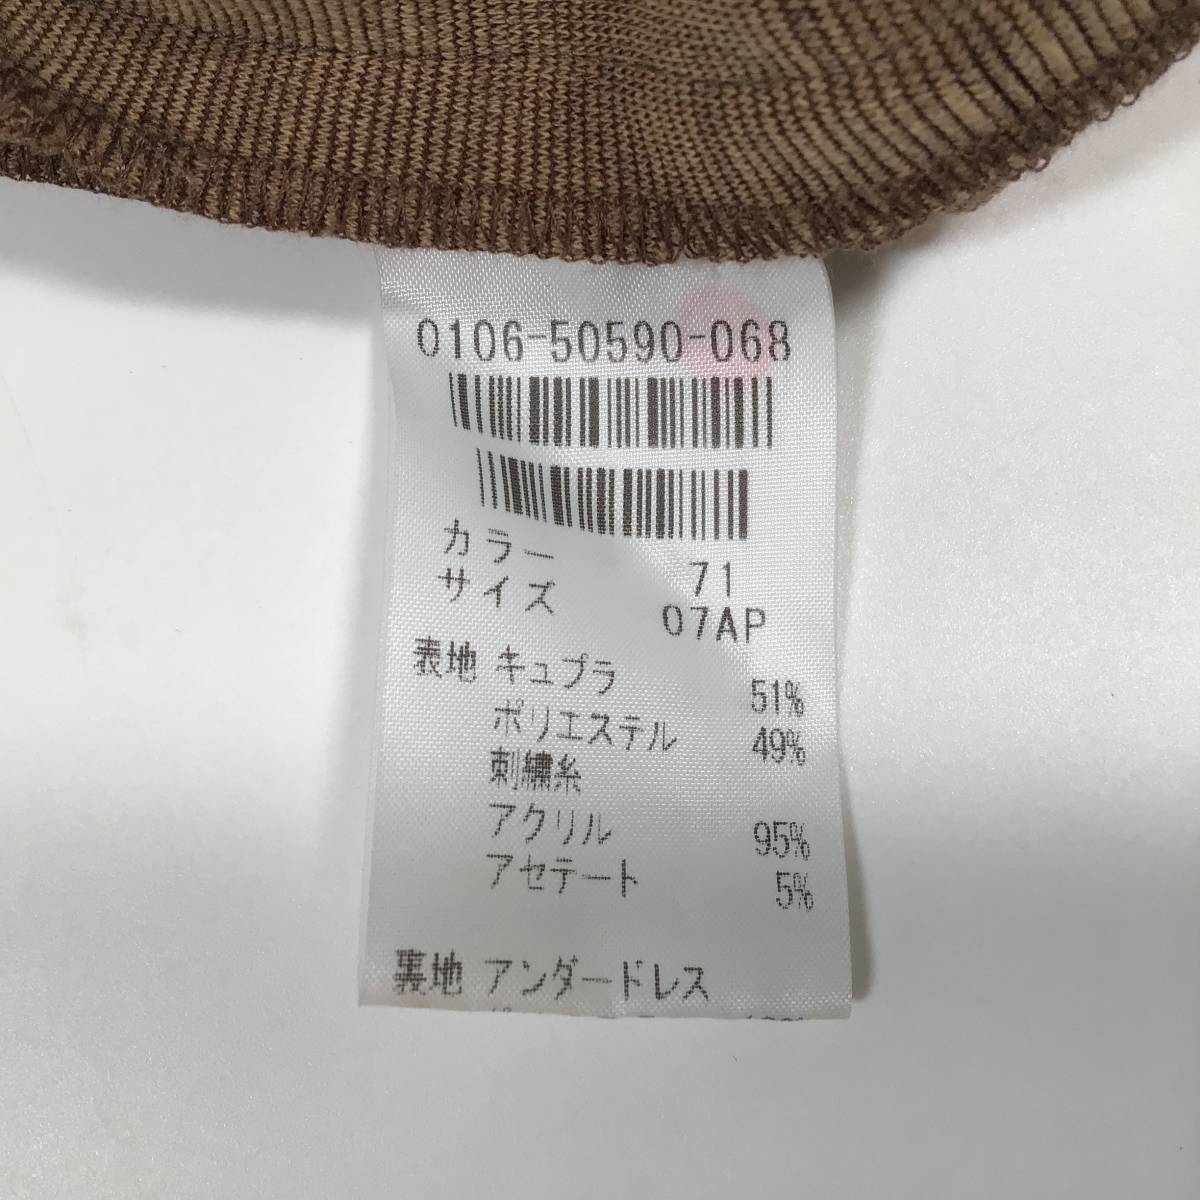 0106-50590-068
カラー 71
サイズ 07AP
表地 キュプラ 51%
ポリエステル 49%
刺繍糸
アクリル 95%
アセテート 5%
裏地 アンダードレス